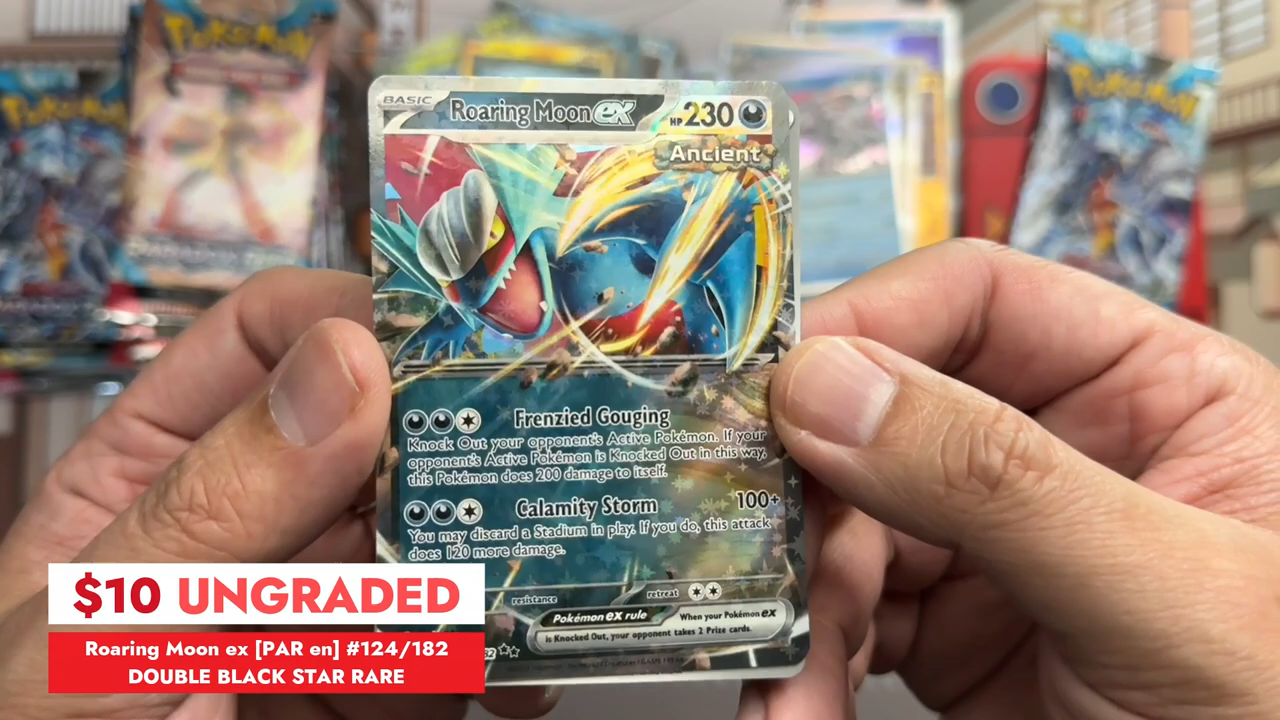 POKÉMON
POKÉMON
POKÉMON
BASIC Roaring Moon ex HP 230
Ancient
Frenzied Gouging
Knock Out your opponent's Active Pokémon. If your
opponent's Active Pokémon is Knocked Out in this way,
this Pokémon does 200 damage to itself.
Calamity Storm 100+
You may discard a Stadium in play. If you do, this attack
does 120 more damage.
resistance retreat
Pokémon ex rule When your Pokémon ex
is Knocked Out, your opponent takes 2 Prize cards.
$10 UNGRADED
Roaring Moon ex [PAR en] #124/182
DOUBLE BLACK STAR RARE